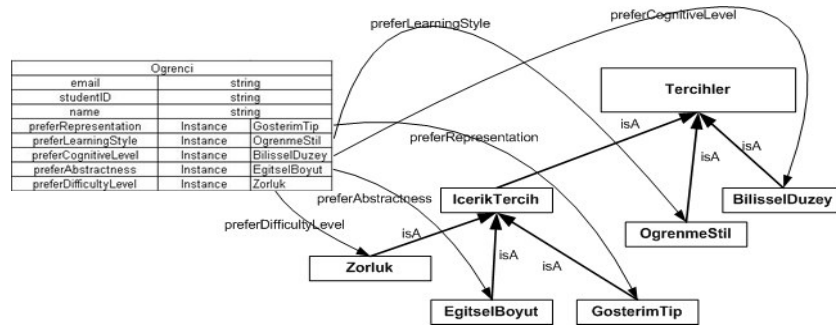 preferLearningStyle
preferCognitiveLevel
Ogrenci
email string
studentID string
name string
preferRepresentation Instance GosterimTip
preferLearningStyle Instance OgrenmeStil
preferCognitiveLevel Instance BilisselDuzey
preferAbstractness Instance EgitselBoyut
preferDifficultyLevel Instance Zorluk
Tercihler
preferRepresentation
isA
isA
isA
preferAbstractness
IcerikTercih
BilisselDuzey
preferDifficultyLevel
isA
OgrenmeStil
Zorluk
isA
isA
EgitselBoyut
GosterimTip